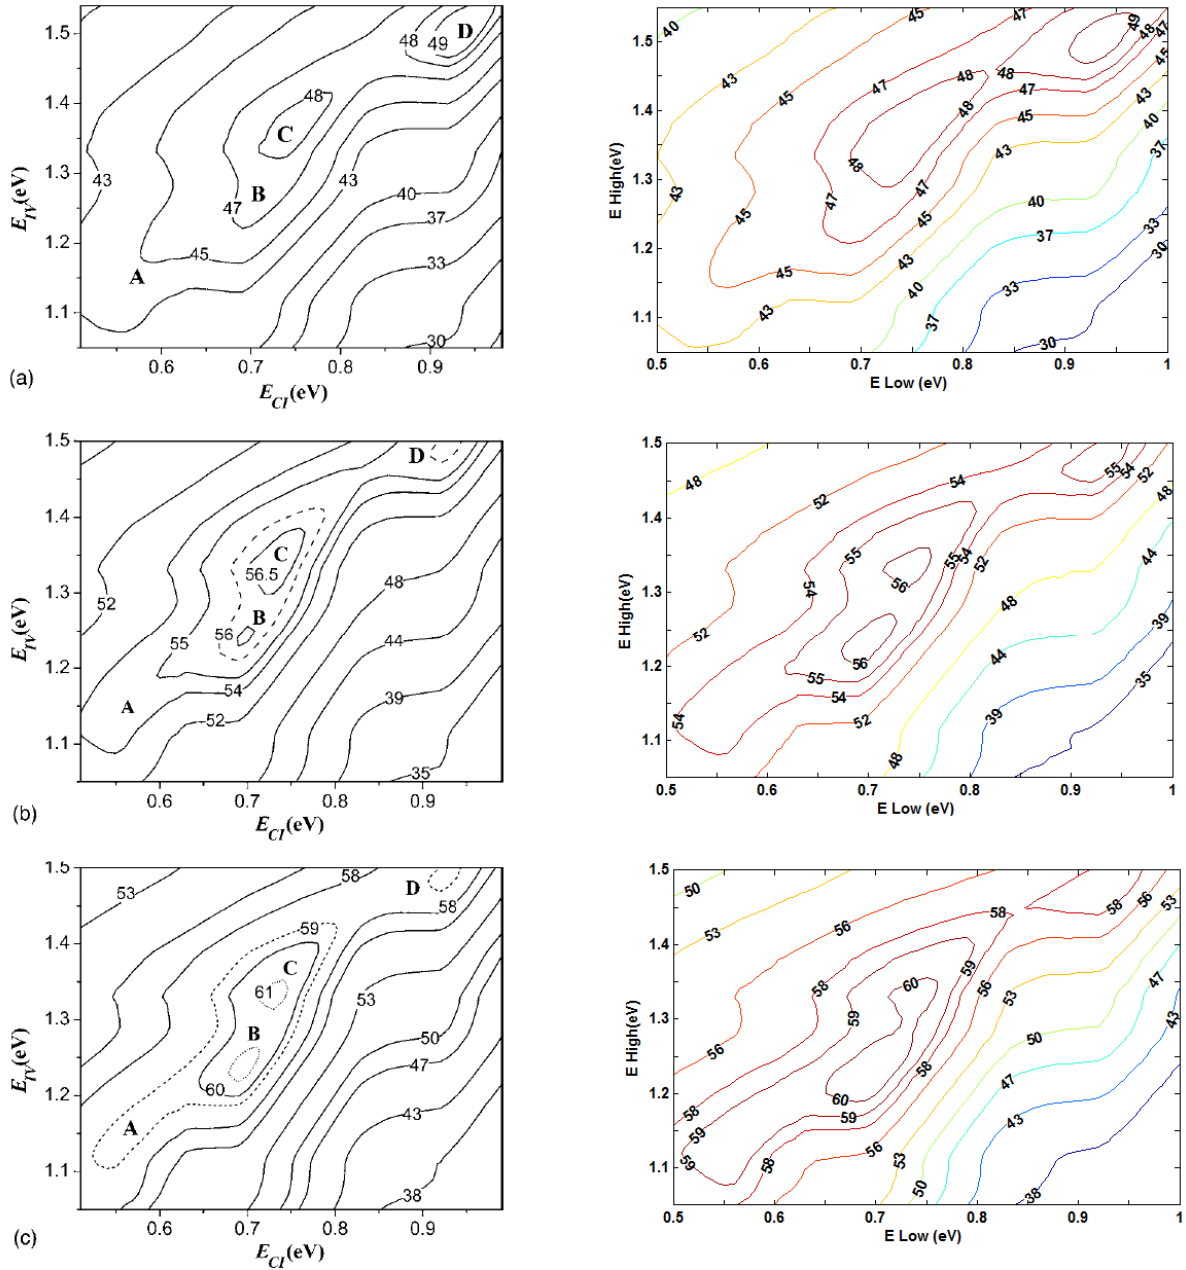 1.5
1.4
1.3
1.2
1.1
E_IV(eV)
D
48 49
48
C
43
B
47
43
40
37
45
A
33
30
0.6 0.7 0.8 0.9
(a)
E_CI(eV)
1.5
1.4
1.3
1.2
1.1
E High(eV)
40 45 47 49 48 47
43 45 47 48 48 47 45
45 43 43
48 40
43 47 47 37
45 45 40
45 43 37 33
40 33 30
43 37 30
0.5 0.6 0.7 0.8 0.9 1
E Low (eV)
1.5
1.4
1.3
1.2
1.1
E_IV(eV)
D
C
56.5
48
52
B
56
55
44
54
A
52
39
35
0.6 0.7 0.8 0.9
(b)
E_CI(eV)
1.5
1.4
1.3
1.2
1.1
E High(eV)
48 52 54 55 54 52
48
55 55 54 52
54 56 48 44
52 56 44 39
55 54 35
54 52 39
48
0.5 0.6 0.7 0.8 0.9 1
E Low (eV)
1.5
1.4
1.3
1.2
1.1
E_IV(eV)
53 58 D
58
59
C
61
53
B
50
47
60
A
43
38
0.6 0.7 0.8 0.9
(c)
E_CI(eV)
1.5
1.4
1.3
1.2
1.1
E High(eV)
50 53 56 58 58 56 53
59 60 56 53 47
58 59 43
56 50
58 60 58 47
59 59 43
59 58 56 53
50 38
0.5 0.6 0.7 0.8 0.9 1
E Low (eV)